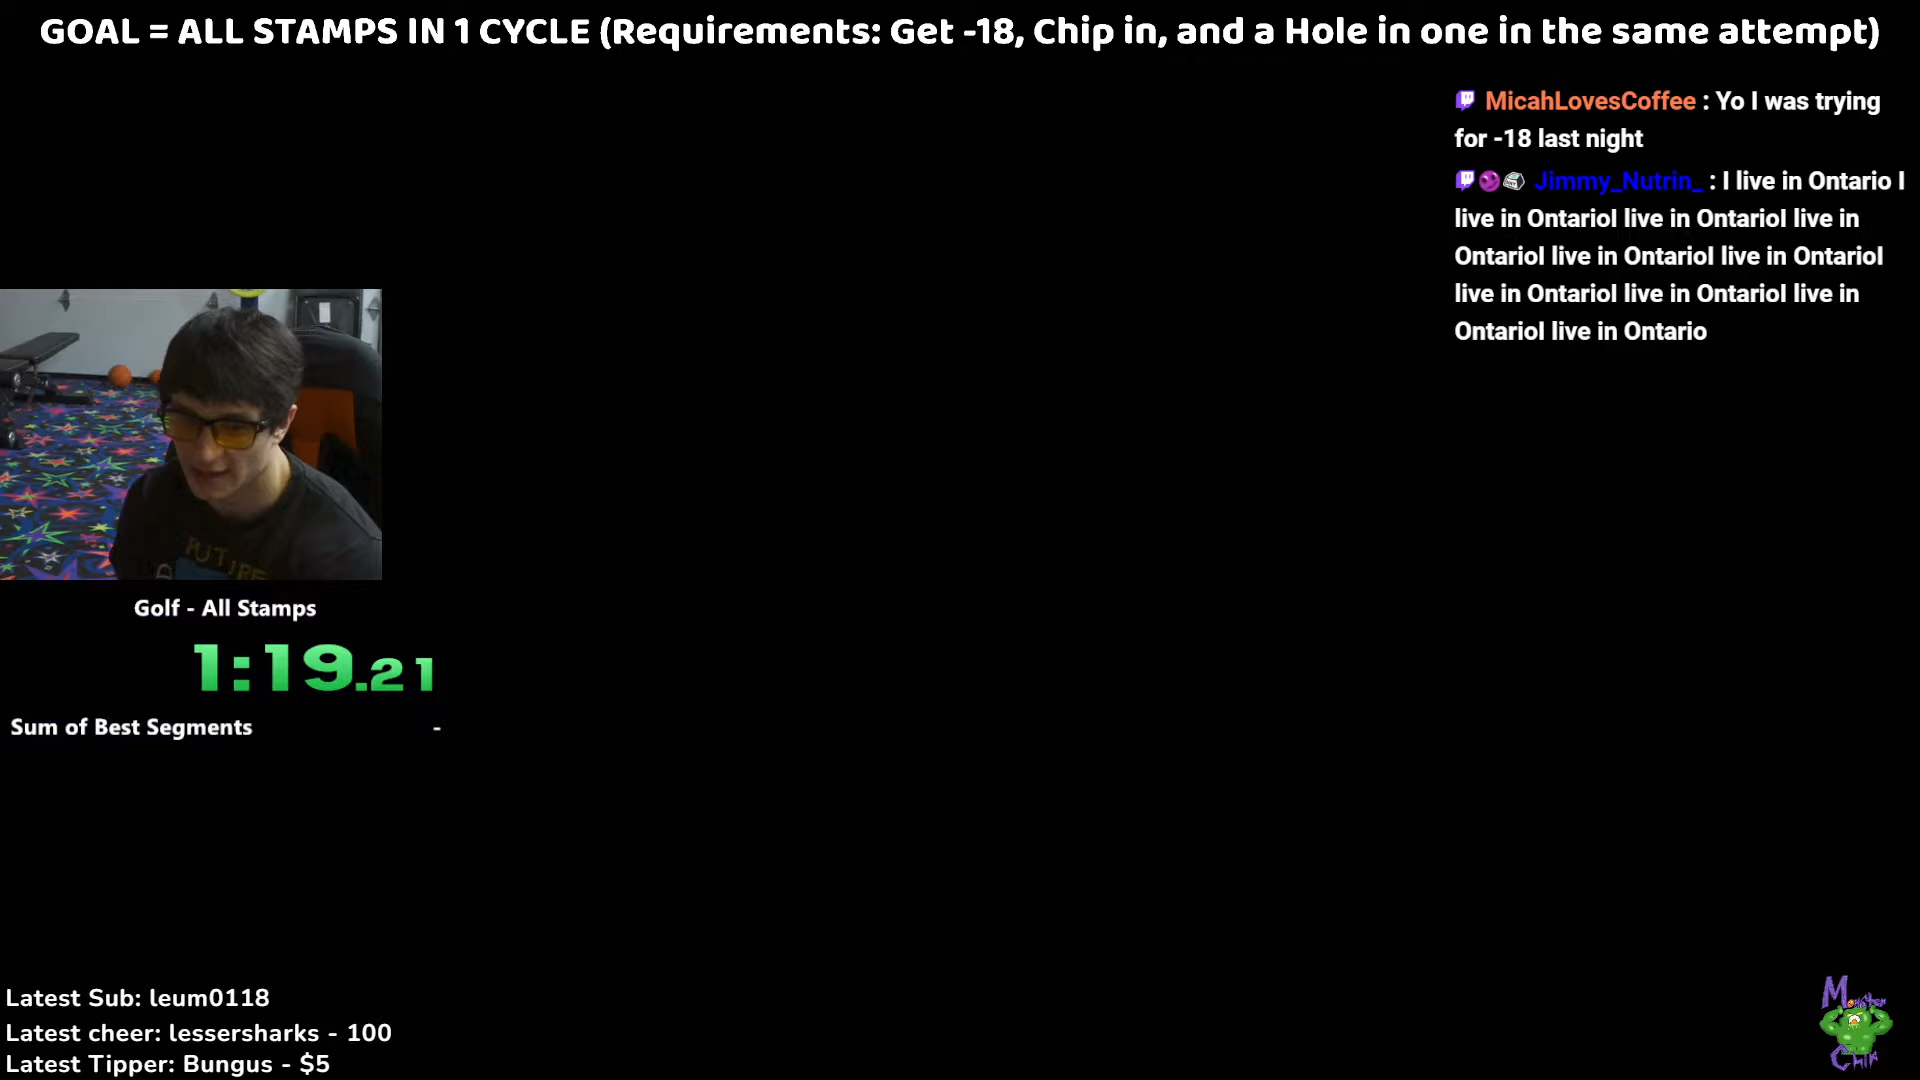 GOAL = ALL STAMPS IN 1 CYCLE (Requirements: Get -18, Chip in, and a Hole in one in the same attempt)
MicahLovesCoffee : Yo I was trying
for -18 last night
Jimmy_Nutrin_ : I live in Ontario I
live in OntarioI live in OntarioI live in
OntarioI live in OntarioI live in OntarioI
live in OntarioI live in OntarioI live in
OntarioI live in Ontario
Golf - All Stamps
1:19.21
Sum of Best Segments -
Latest Sub: leum0118
Latest cheer: lessersharks - 100
Latest Tipper: Bungus - $5
Monster
Chip